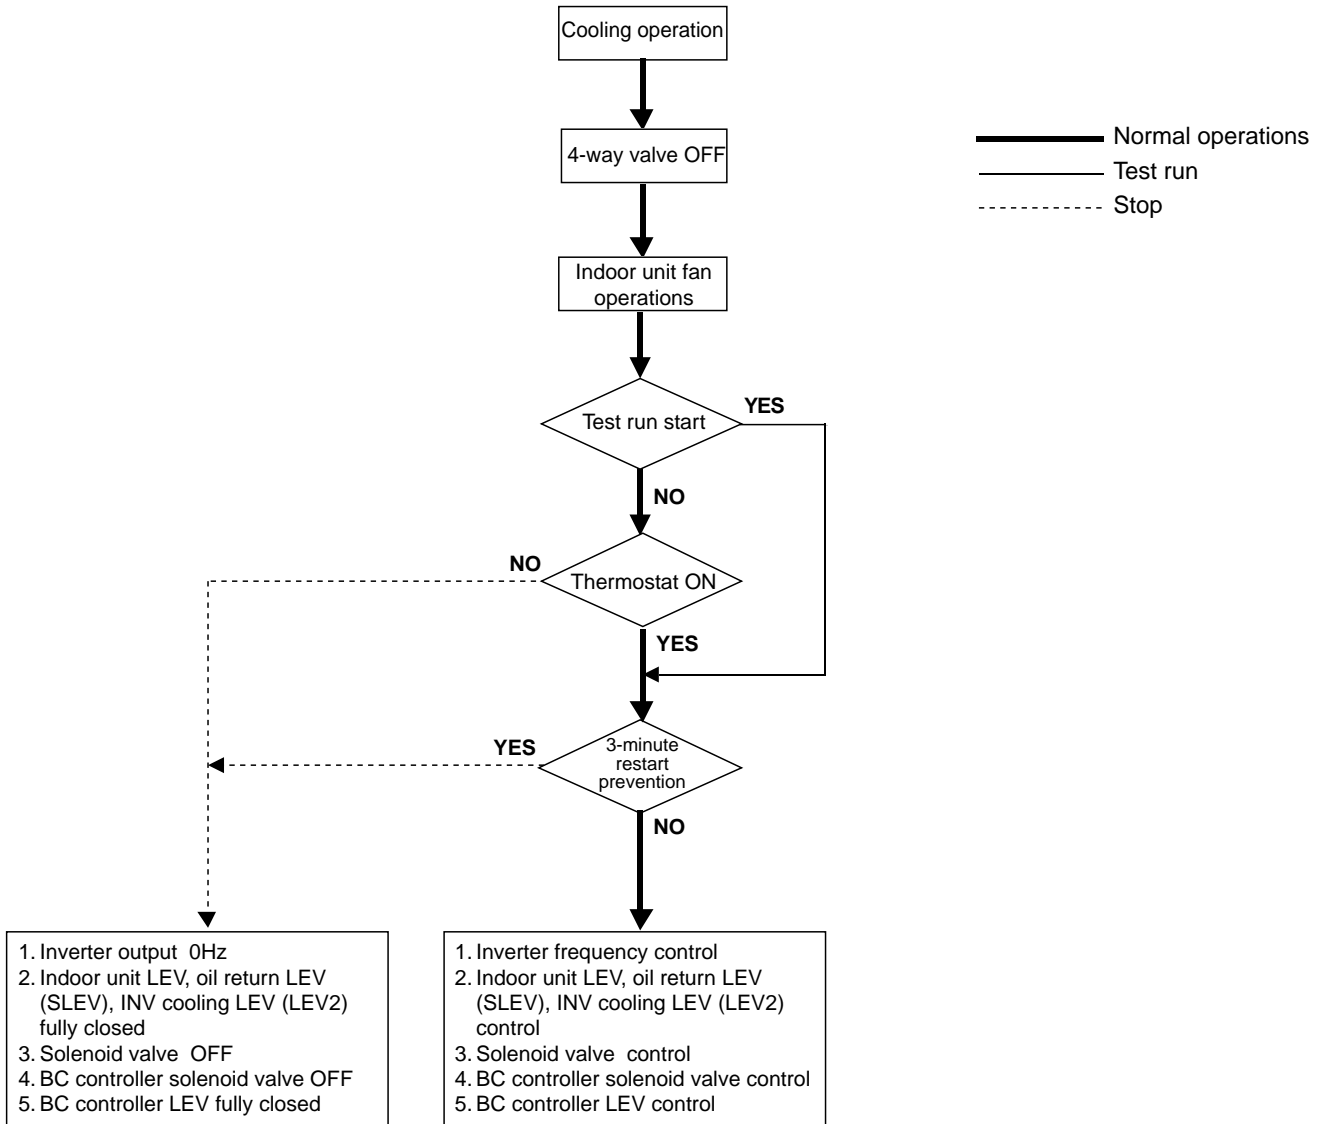 Cooling operation
Normal operations
Test run
Stop
4-way valve OFF
Indoor unit fan
operations
Test run start
YES
NO
NO
Thermostat ON
YES
YES
3-minute
restart
prevention
NO
1. Inverter output 0Hz
2. Indoor unit LEV, oil return LEV
(SLEV), INV cooling LEV (LEV2)
fully closed
3. Solenoid valve OFF
4. BC controller solenoid valve OFF
5. BC controller LEV fully closed
1. Inverter frequency control
2. Indoor unit LEV, oil return LEV
(SLEV), INV cooling LEV (LEV2)
control
3. Solenoid valve control
4. BC controller solenoid valve control
5. BC controller LEV control